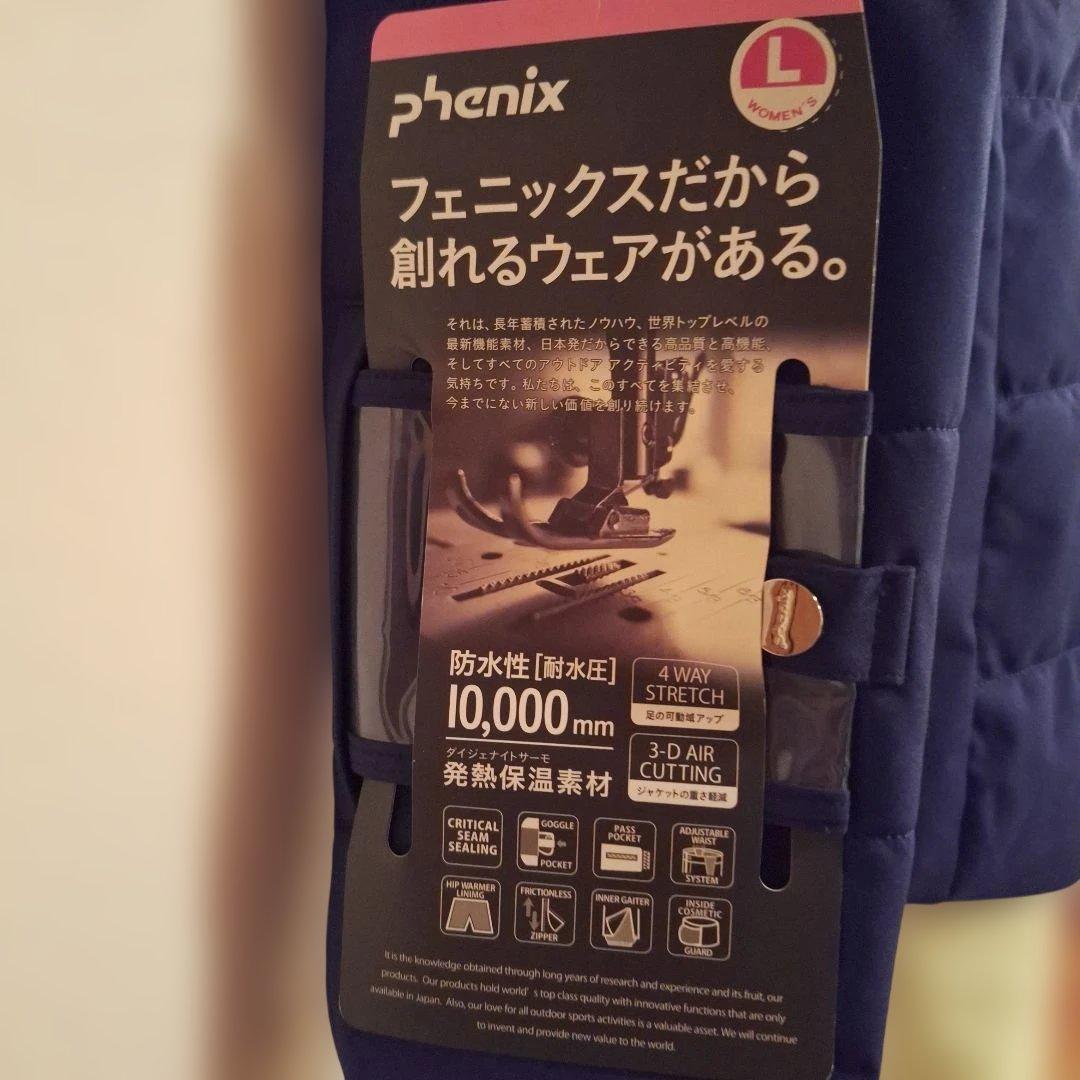 phenix
L
WOMEN'S
フェニックスだから
創れるウェアがある。
それは、長年蓄積されたノウハウ、世界トップレベルの
最新機能素材、日本発だからできる高品質と高機能、
そしてすべてのアウトドア アクティビティを愛する
気持ちです。私たちは、このすべてを集結させ、
今までにない新しい価値を創り続けます。
防水性[耐水圧]
10,000mm
ダイジェナイトサーモ
発熱保温素材
4 WAY
STRETCH
足の可動域アップ
3-D AIR
CUTTING
ジャケットの重さ軽減
CRITICAL
SEAM
SEALING
GOGGLE
POCKET
PASS
POCKET
ADJUSTABLE
WAIST
SYSTEM
HIP WARMER
LINIMG
FRICTIONLESS
ZIPPER
INNER GAITER
INSIDE
COSMETIC
GUARD
It is the knowledge obtained through long years of research and experience and its fruit, our
products. Our products hold world's top class quality with innovative functions that are only
available in Japan. Also, our love for all outdoor sports activities is a valuable asset. We will continue
to invent and provide new value to the world.